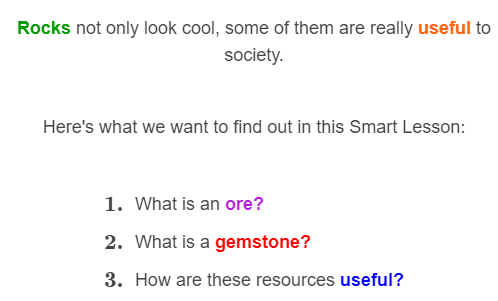 Rocks not only look cool, some of them are really useful to
society.
Here's what we want to find out in this Smart Lesson:
1. What is an ore?
2. What is a gemstone?
3. How are these resources useful?